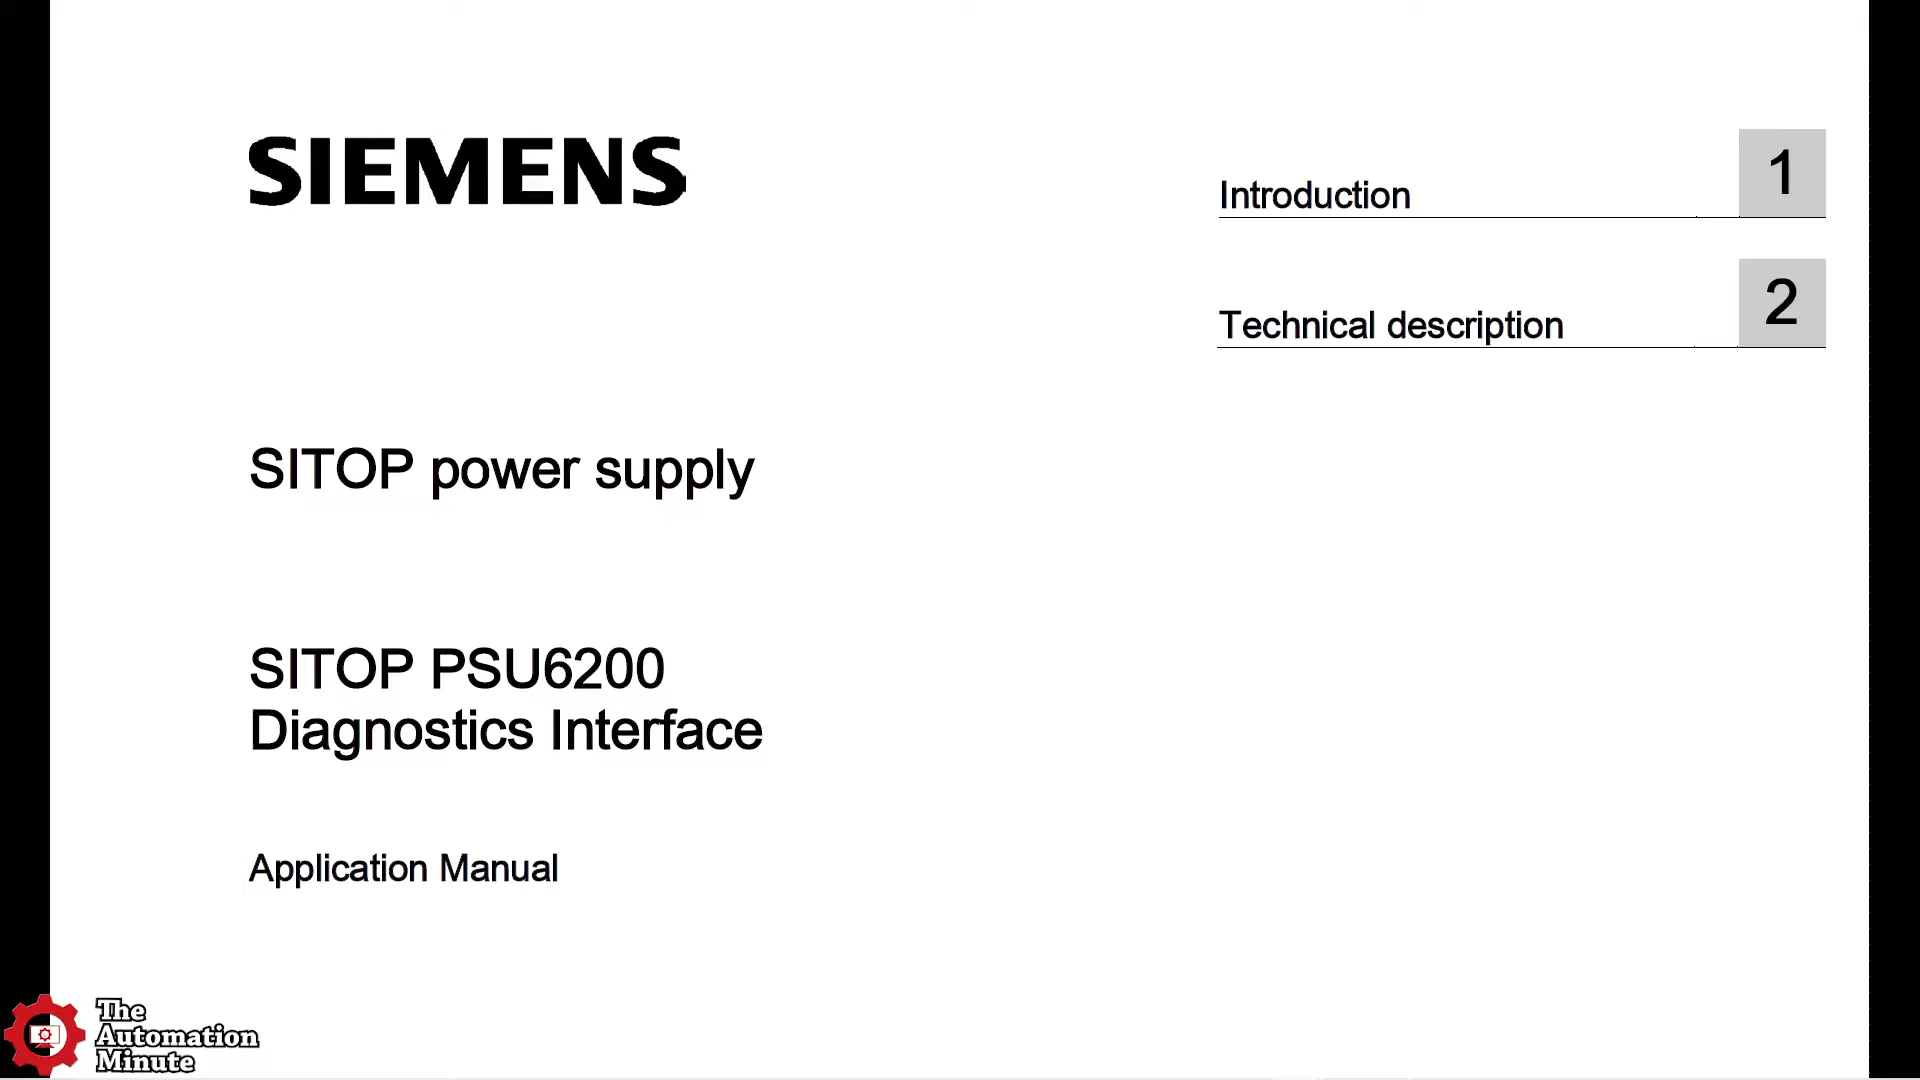 SIEMENS
Introduction 1
Technical description 2
SITOP power supply
SITOP PSU6200
Diagnostics Interface
Application Manual
The
Automation
Minute